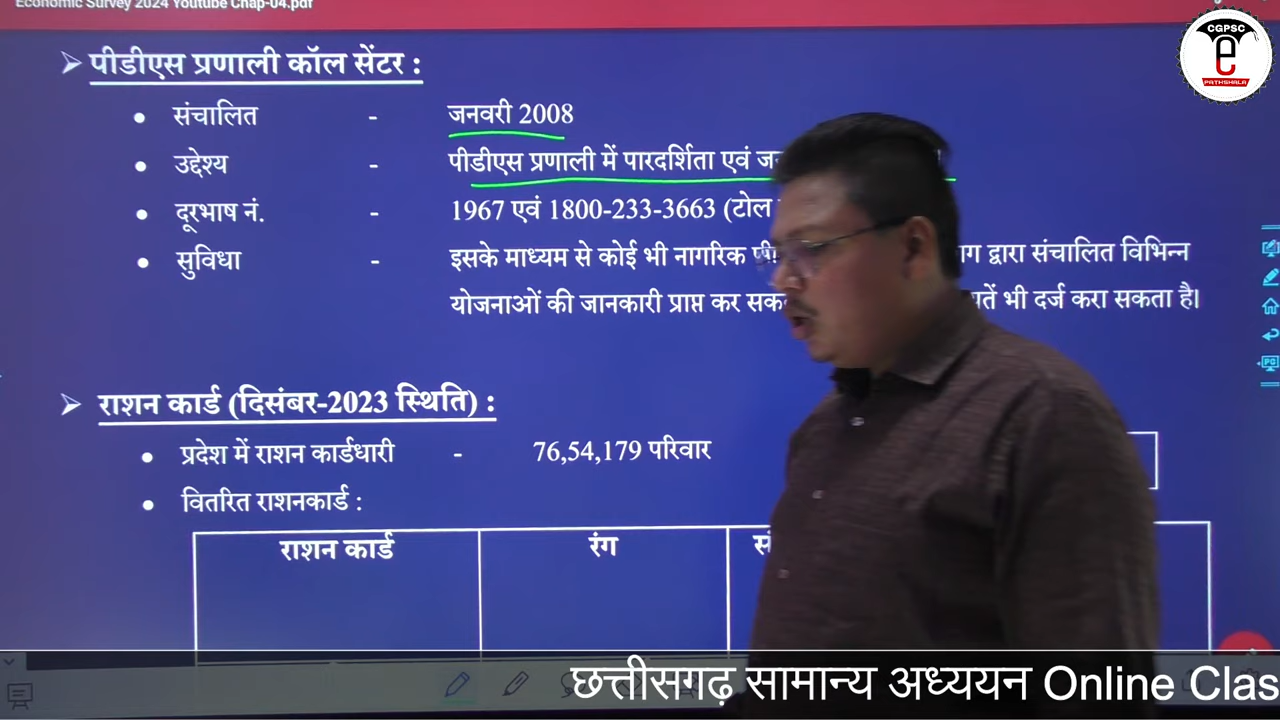 Economic Survey 2024 Youtube Chap-04.pdf
CGPSC
e
PATHSHALA
➢ पीडीएस प्रणाली कॉल सेंटर :
• संचालित - जनवरी 2008
• उद्देश्य - पीडीएस प्रणाली में पारदर्शिता एवं
• दूरभाष नं. - 1967 एवं 1800-233-3663 (टोल
• सुविधा - इसके माध्यम से कोई भी नागरिक द्वारा संचालित विभिन्न
योजनाओं की जानकारी प्राप्त कर भी दर्ज करा सकता है।
➢ राशन कार्ड (दिसंबर-2023 स्थिति) :
• प्रदेश में राशन कार्डधारी - 76,54,179 परिवार
• वितरित राशनकार्ड :
राशन कार्ड रंग
छत्तीसगढ़ सामान्य अध्ययन Online Clas